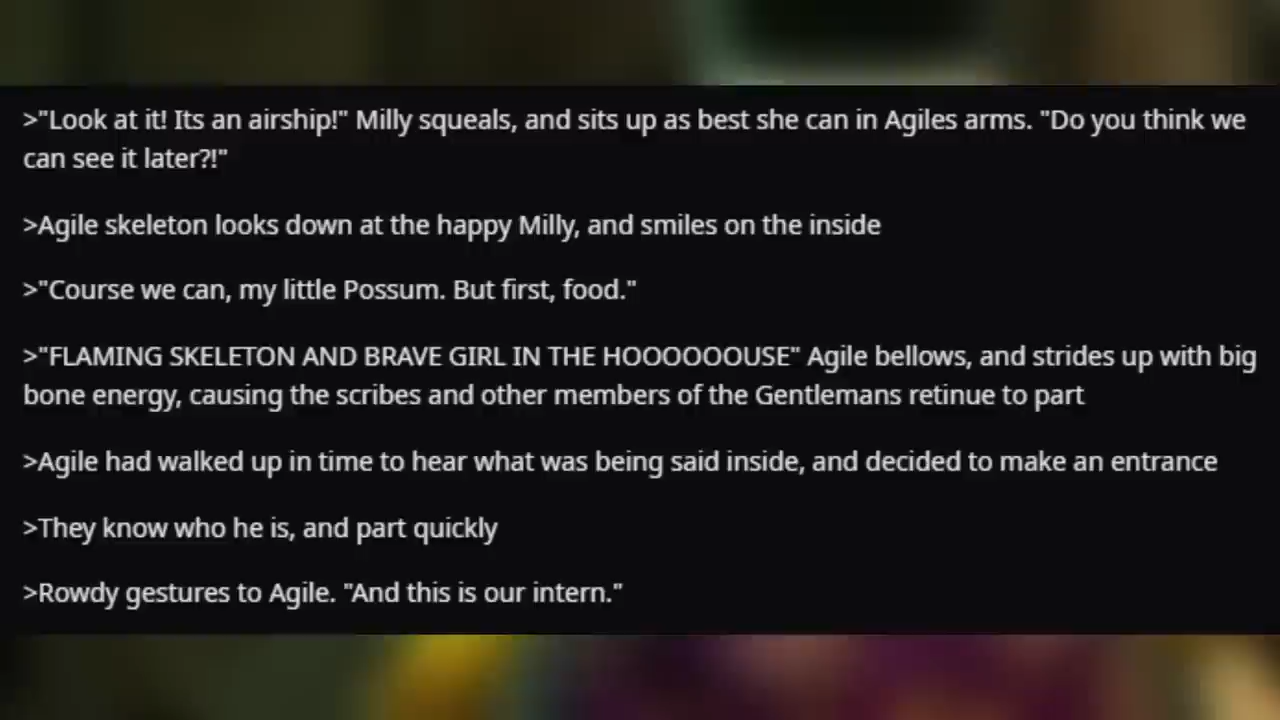 >"Look at it! Its an airship!" Milly squeals, and sits up as best she can in Agiles arms. "Do you think we
can see it later?!"
>Agile skeleton looks down at the happy Milly, and smiles on the inside
>"Course we can, my little Possum. But first, food."
>"FLAMING SKELETON AND BRAVE GIRL IN THE HOOOOOOUSE" Agile bellows, and strides up with big
bone energy, causing the scribes and other members of the Gentlemans retinue to part
>Agile had walked up in time to hear what was being said inside, and decided to make an entrance
>They know who he is, and part quickly
>Rowdy gestures to Agile. "And this is our intern."